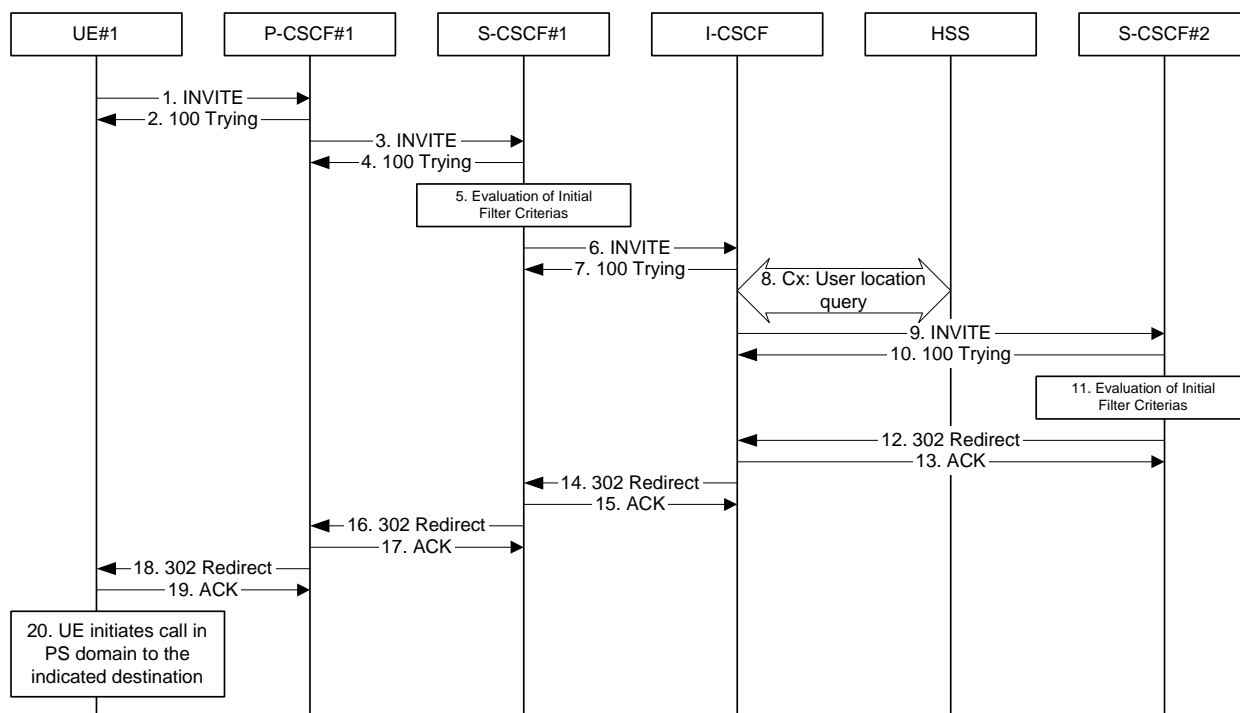 UE#1
P-CSCF#1
S-CSCF#1
I-CSCF
HSS
S-CSCF#2
1. INVITE
2. 100 Trying
3. INVITE
4. 100 Trying
5. Evaluation of Initial
Filter Criterias
6. INVITE
7. 100 Trying
8. Cx: User location
query
9. INVITE
10. 100 Trying
11. Evaluation of Initial
Filter Criterias
12. 302 Redirect
13. ACK
14. 302 Redirect
15. ACK
16. 302 Redirect
17. ACK
18. 302 Redirect
19. ACK
20. UE initiates call in
PS domain to the
indicated destination